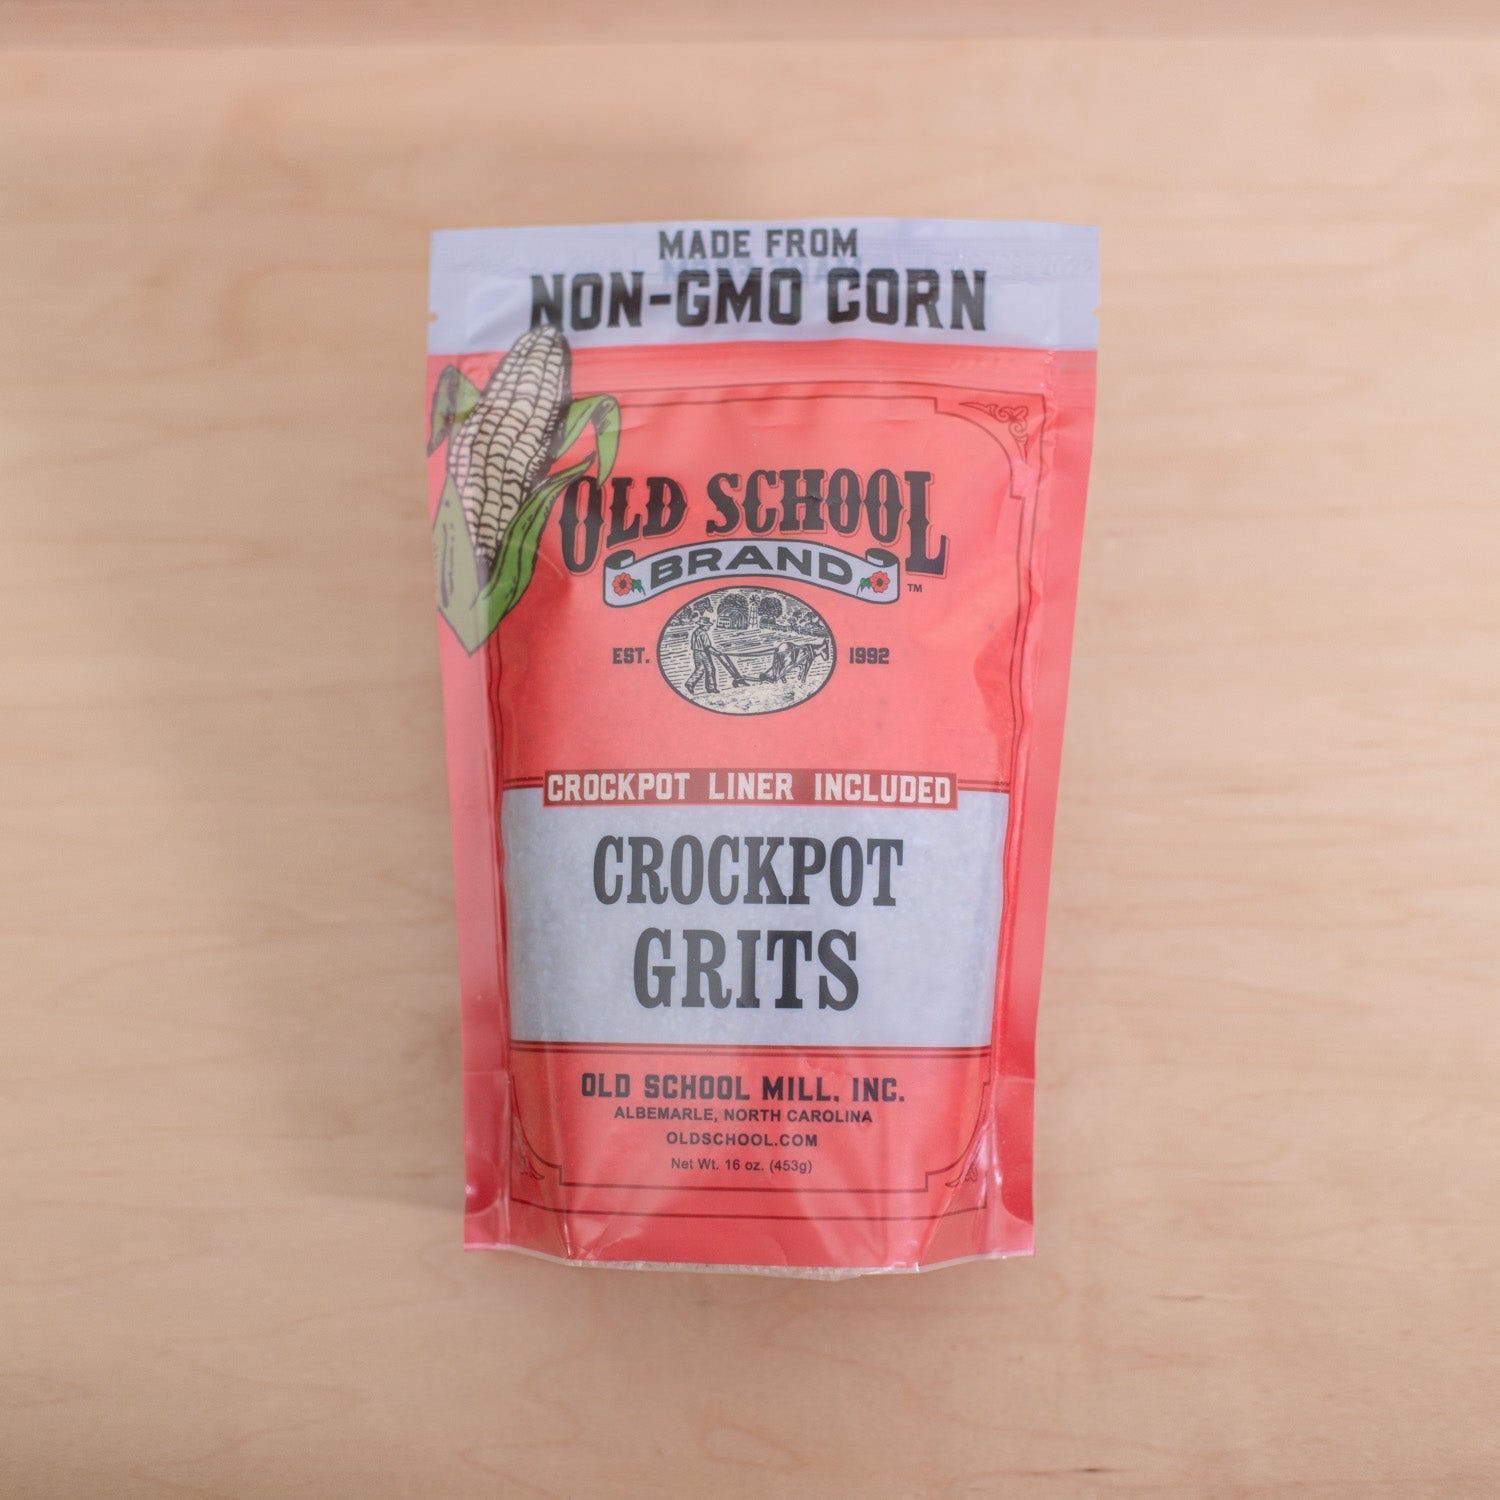 MADE FROM
NON-GMO CORN
OLD SCHOOL
BRAND
™
EST. 1992
CROCKPOT LINER INCLUDED
CROCKPOT
GRITS
OLD SCHOOL MILL, INC.
ALBEMARLE, NORTH CAROLINA
OLDSCHOOL.COM
Net Wt. 16 oz. (453g)